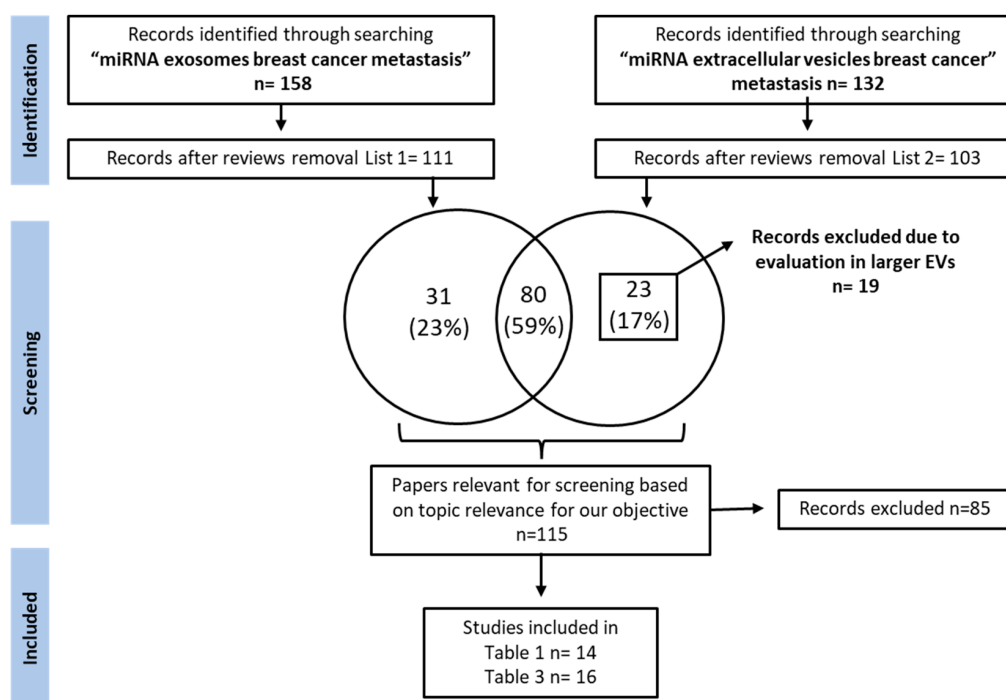 Identification
Records identified through searching
“miRNA exosomes breast cancer metastasis”
n= 158
Records identified through searching
“miRNA extracellular vesicles breast cancer”
metastasis n= 132
Records after reviews removal List 1= 111
Records after reviews removal List 2= 103
Screening
31
(23%)
80
(59%)
23
(17%)
Records excluded due to
evaluation in larger EVs
n= 19
Papers relevant for screening based
on topic relevance for our objective
n=115
Records excluded n=85
Included
Studies included in
Table 1 n= 14
Table 3 n= 16